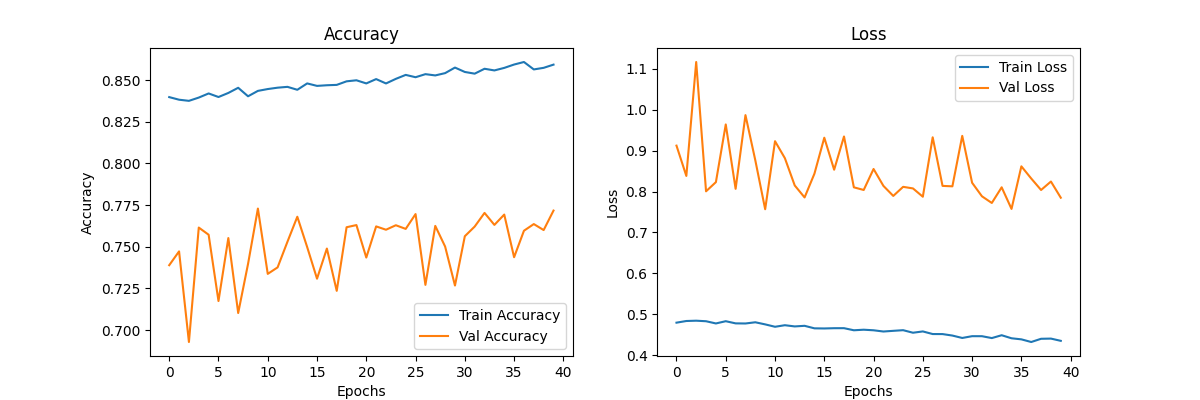 Accuracy
Accuracy
0.850
0.825
0.800
0.775
0.750
0.725
0.700
0 5 10 15 20 25 30 35 40
Epochs
Train Accuracy
Val Accuracy
Loss
Loss
1.1
1.0
0.9
0.8
0.7
0.6
0.5
0.4
0 5 10 15 20 25 30 35 40
Epochs
Train Loss
Val Loss